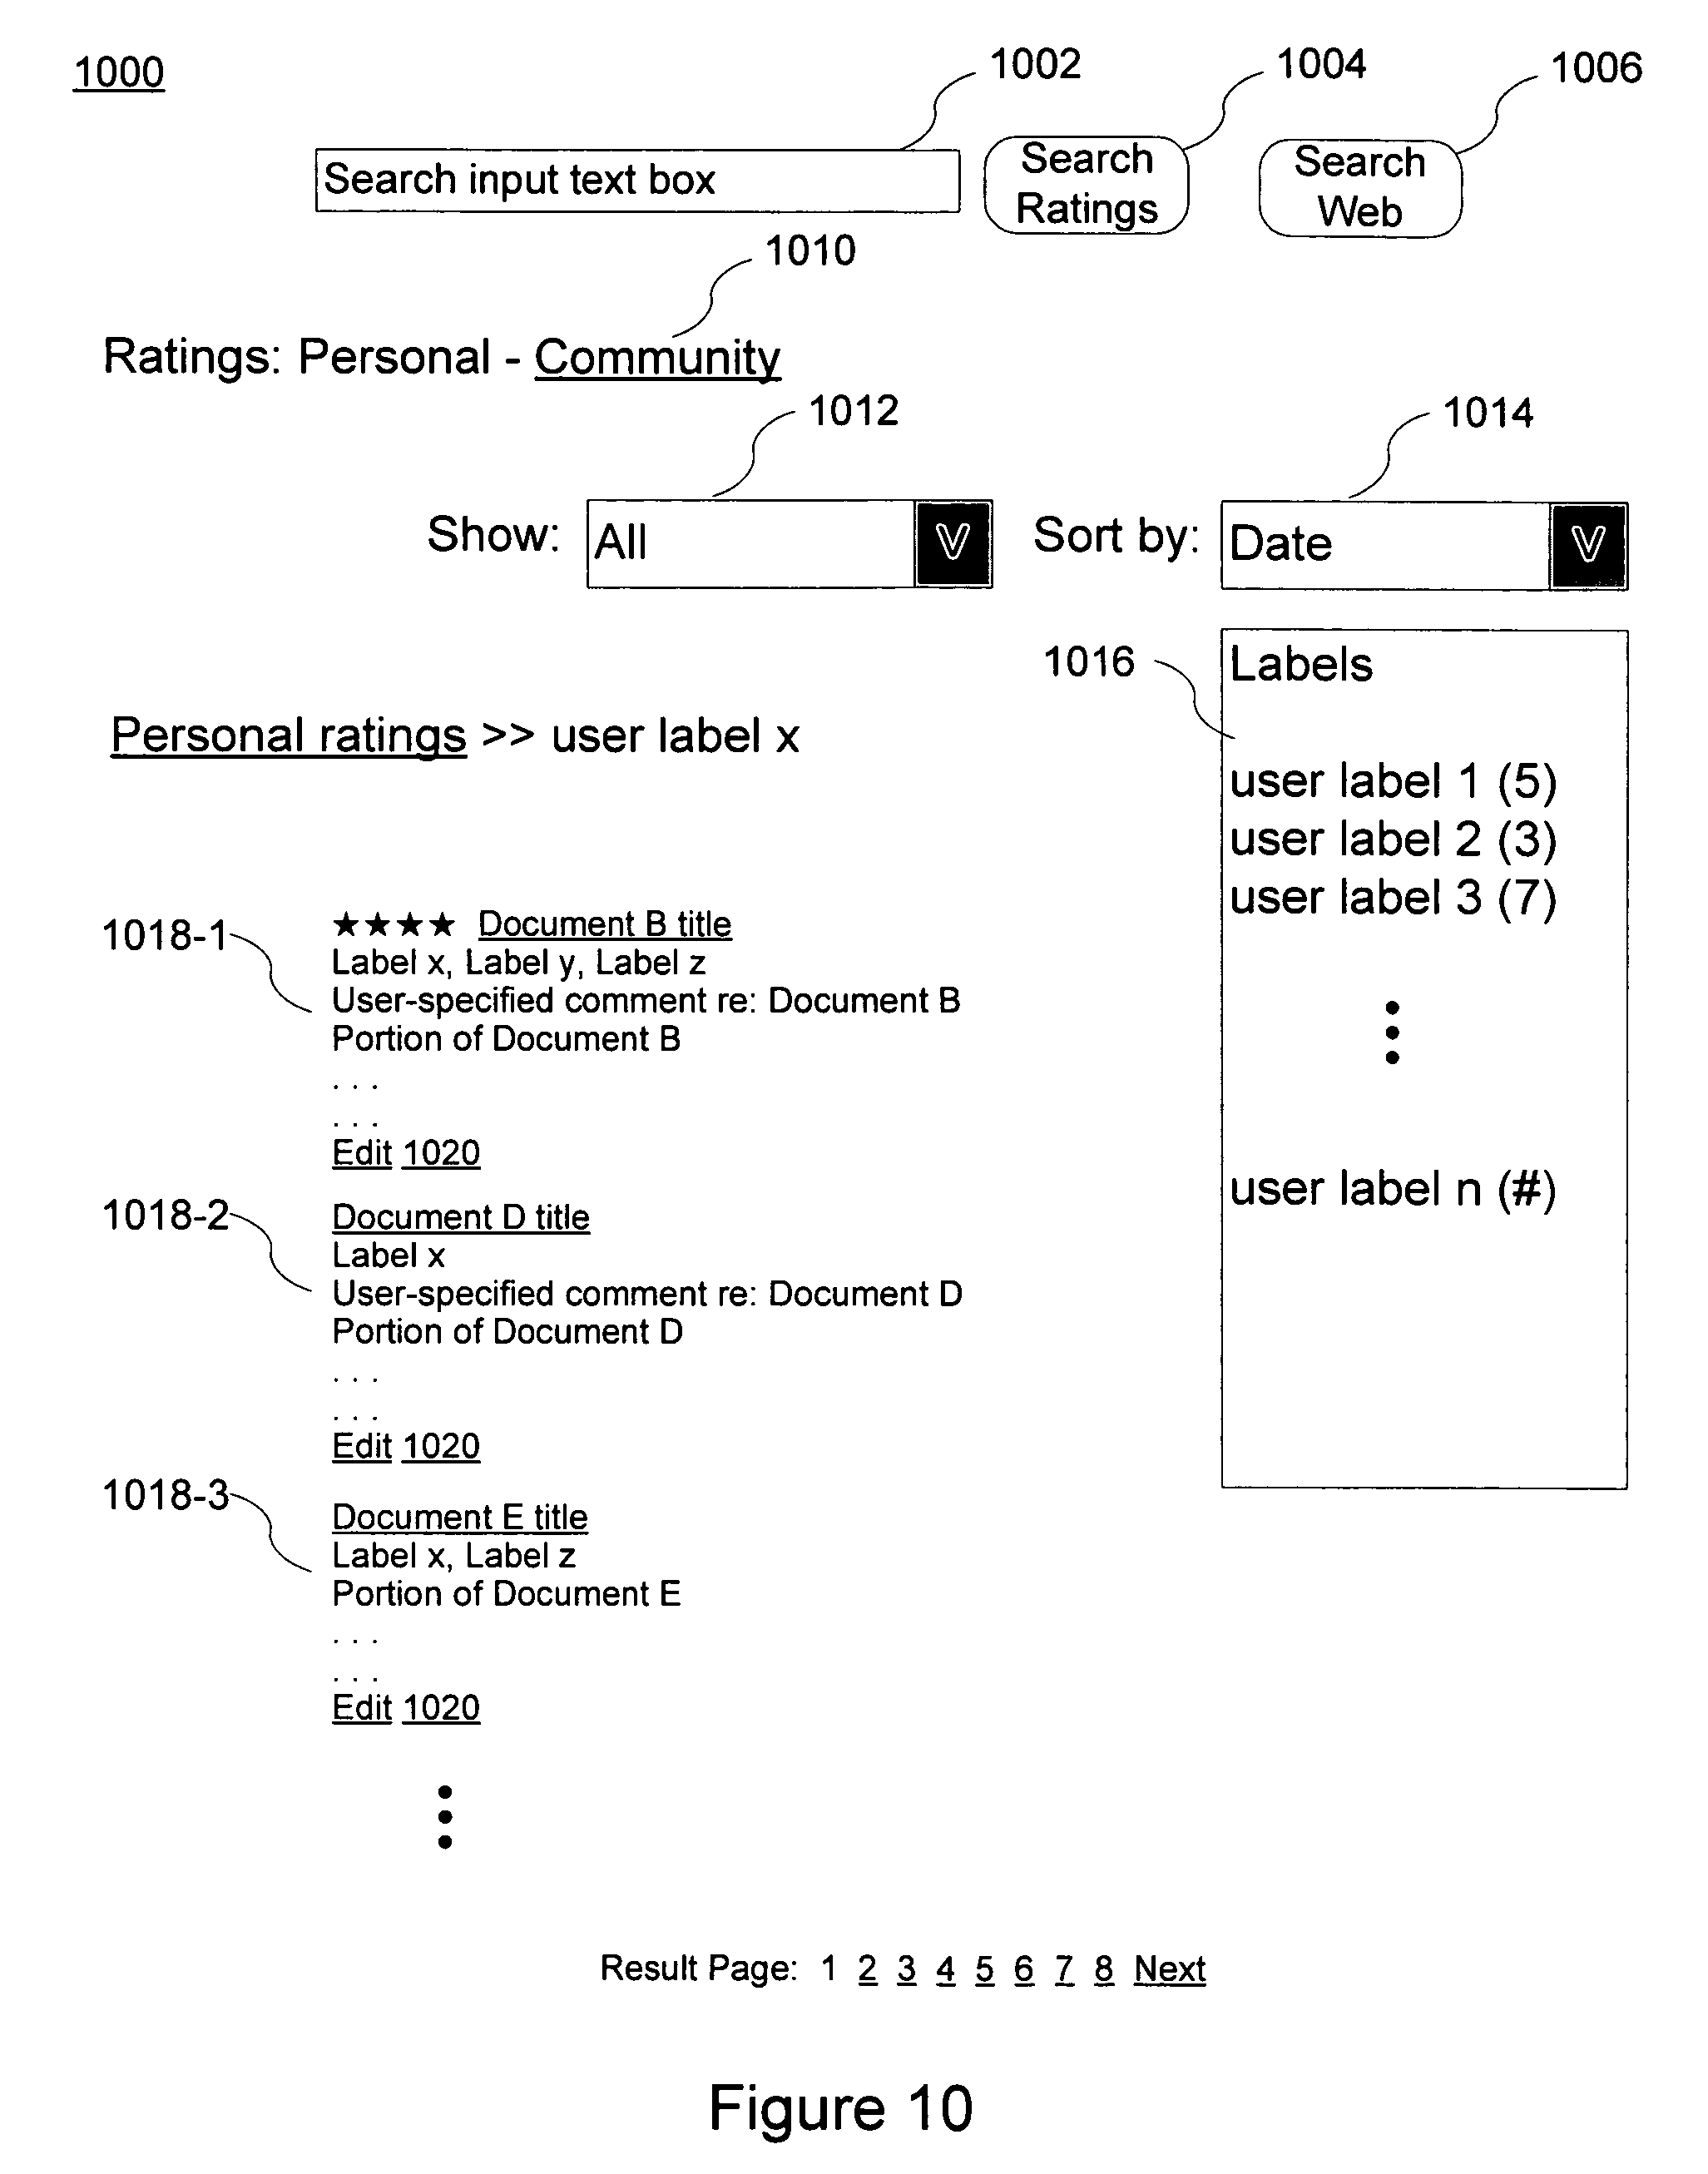 1000
1002
1004
1006
Search input text box
Search
Ratings
Search
Web
1010
Ratings: Personal - Community
1012
1014
Show: All V
Sort by: Date V
1016
Labels
Personal ratings >> user label x
user label 1 (5)
user label 2 (3)
user label 3 (7)
user label n (#)
1018-1
★★★★ Document B title
Label x, Label y, Label z
User-specified comment re: Document B
Portion of Document B
. . .
. . .
Edit 1020
1018-2
Document D title
Label x
User-specified comment re: Document D
Portion of Document D
. . .
. . .
Edit 1020
1018-3
Document E title
Label x, Label z
Portion of Document E
. . .
. . .
Edit 1020
Result Page: 1 2 3 4 5 6 7 8 Next
Figure 10